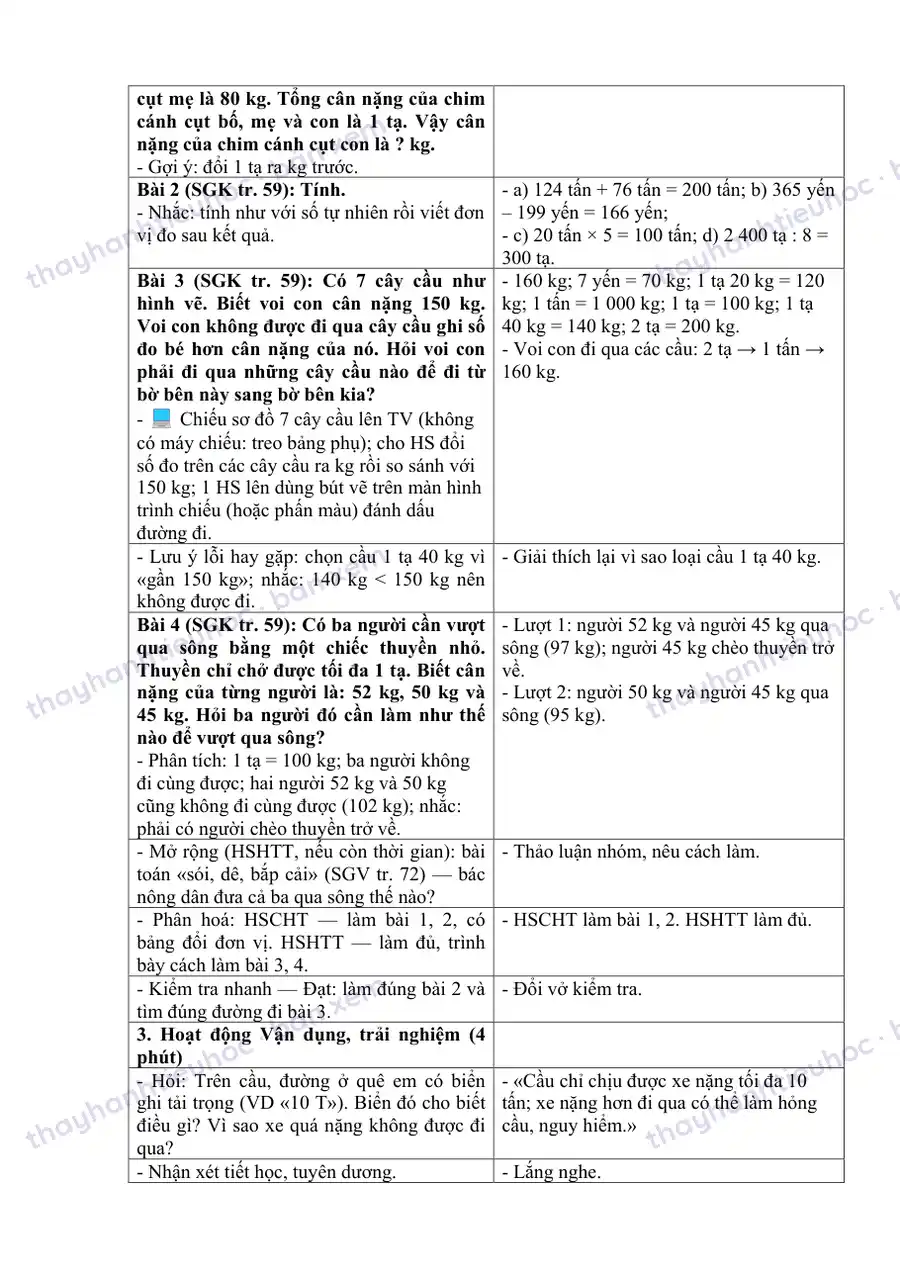 cụt mẹ là 80 kg. Tổng cân nặng của chim
cánh cụt bố, mẹ và con là 1 tạ. Vậy cân
nặng của chim cánh cụt con là ? kg.
- Gợi ý: đổi 1 tạ ra kg trước.
Bài 2 (SGK tr. 59): Tính.
- Nhắc: tính như với số tự nhiên rồi viết đơn
vị đo sau kết quả.
- a) 124 tấn + 76 tấn = 200 tấn; b) 365 yến
– 199 yến = 166 yến;
- c) 20 tấn × 5 = 100 tấn; d) 2 400 tạ : 8 =
300 tạ.
Bài 3 (SGK tr. 59): Có 7 cây cầu như
hình vẽ. Biết voi con cân nặng 150 kg.
Voi con không được đi qua cây cầu ghi số
đo bé hơn cân nặng của nó. Hỏi voi con
phải đi qua những cây cầu nào để đi từ
bờ bên này sang bờ bên kia?
- Chiếu sơ đồ 7 cây cầu lên TV (không
có máy chiếu: treo bảng phụ); cho HS đổi
số đo trên các cây cầu ra kg rồi so sánh với
150 kg; 1 HS lên dùng bút vẽ trên màn hình
trình chiếu (hoặc phấn màu) đánh dấu
đường đi.
- 160 kg; 7 yến = 70 kg; 1 tạ 20 kg = 120
kg; 1 tấn = 1 000 kg; 1 tạ = 100 kg; 1 tạ
40 kg = 140 kg; 2 tạ = 200 kg.
- Voi con đi qua các cầu: 2 tạ → 1 tấn →
160 kg.
- Lưu ý lỗi hay gặp: chọn cầu 1 tạ 40 kg vì
«gần 150 kg»; nhắc: 140 kg < 150 kg nên
không được đi.
- Giải thích lại vì sao loại cầu 1 tạ 40 kg.
Bài 4 (SGK tr. 59): Có ba người cần vượt
qua sông bằng một chiếc thuyền nhỏ.
Thuyền chỉ chở được tối đa 1 tạ. Biết cân
nặng của từng người là: 52 kg, 50 kg và
45 kg. Hỏi ba người đó cần làm như thế
nào để vượt qua sông?
- Phân tích: 1 tạ = 100 kg; ba người không
đi cùng được; hai người 52 kg và 50 kg
cũng không đi cùng được (102 kg); nhắc:
phải có người chèo thuyền trở về.
- Lượt 1: người 52 kg và người 45 kg qua
sông (97 kg); người 45 kg chèo thuyền trở
về.
- Lượt 2: người 50 kg và người 45 kg qua
sông (95 kg).
- Mở rộng (HSHTT, nếu còn thời gian): bài
toán «sói, dê, bắp cải» (SGV tr. 72) — bác
nông dân đưa cả ba qua sông thế nào?
- Thảo luận nhóm, nêu cách làm.
- Phân hoá: HSCHT — làm bài 1, 2, có
bảng đổi đơn vị. HSHTT — làm đủ, trình
bày cách làm bài 3, 4.
- HSCHT làm bài 1, 2. HSHTT làm đủ.
- Kiểm tra nhanh — Đạt: làm đúng bài 2 và
tìm đúng đường đi bài 3.
- Đổi vở kiểm tra.
3. Hoạt động Vận dụng, trải nghiệm (4
phút)
- Hỏi: Trên cầu, đường ở quê em có biển
ghi tải trọng (VD «10 T»). Biển đó cho biết
điều gì? Vì sao xe quá nặng không được đi
qua?
- «Cầu chỉ chịu được xe nặng tối đa 10
tấn; xe nặng hơn đi qua có thể làm hỏng
cầu, nguy hiểm.»
- Nhận xét tiết học, tuyên dương.
- Lắng nghe.
thayhanhtieuhoc · bản xem
thayhanhtieuhoc · b
thayhanhtieuhoc · bản xem
thayhanhtieuhoc · b
thayhanhtieuhoc · bản xem
thayhanhtieuhoc · b